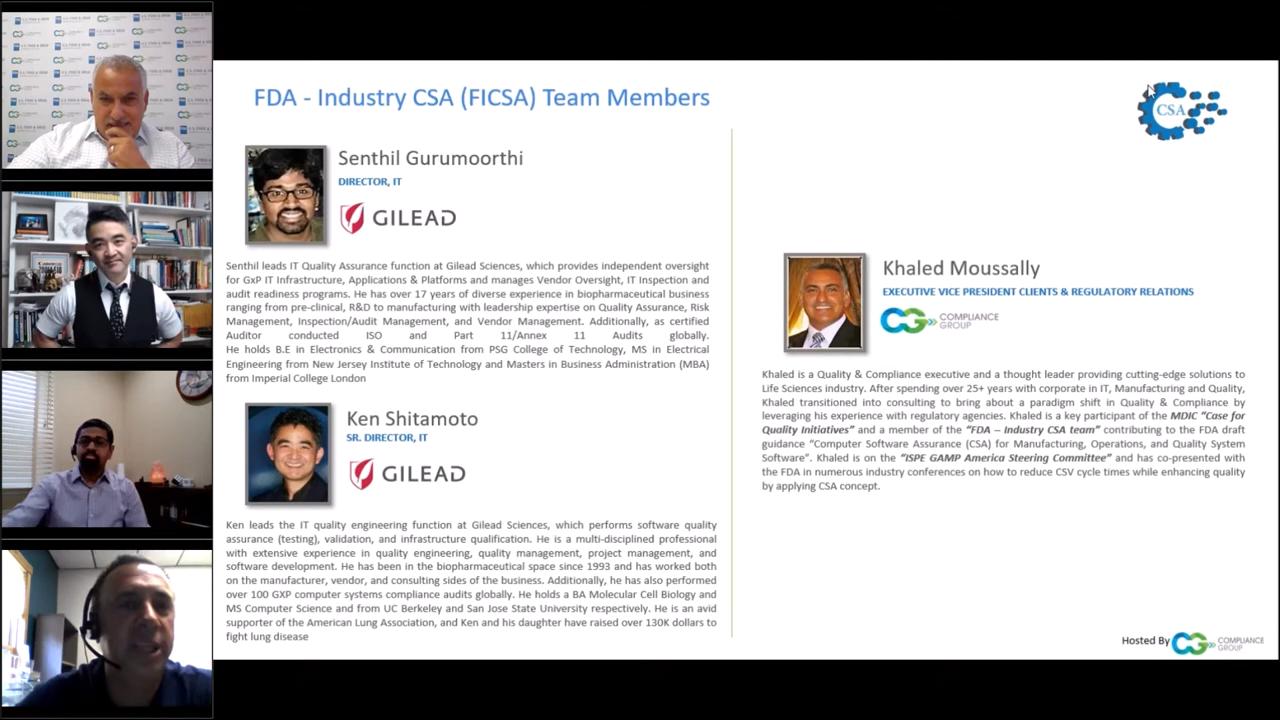 FDA - Industry CSA (FICSA) Team Members
CSA
Senthil Gurumoorthi
DIRECTOR, IT
GILEAD
Senthil leads IT Quality Assurance function at Gilead Sciences, which provides independent oversight
for GxP IT Infrastructure, Applications & Platforms and manages Vendor Oversight, IT Inspection and
audit readiness programs. He has over 17 years of diverse experience in biopharmaceutical business
ranging from pre-clinical, R&D to manufacturing with leadership expertise on Quality Assurance, Risk
Management, Inspection/Audit Management, and Vendor Management. Additionally, as certified
Auditor conducted ISO and Part 11/Annex 11 Audits globally.
He holds B.E in Electronics & Communication from PSG College of Technology, MS in Electrical
Engineering from New Jersey Institute of Technology and Masters in Business Administration (MBA)
from Imperial College London
Ken Shitamoto
SR. DIRECTOR, IT
GILEAD
Ken leads the IT quality engineering function at Gilead Sciences, which performs software quality
assurance (testing), validation, and infrastructure qualification. He is a multi-disciplined professional
with extensive experience in quality engineering, quality management, project management, and
software development. He has been in the biopharmaceutical space since 1993 and has worked both
on the manufacturer, vendor, and consulting sides of the business. Additionally, he has also performed
over 100 GXP computer systems compliance audits globally. He holds a BA Molecular Cell Biology and
MS Computer Science and from UC Berkeley and San Jose State University respectively. He is an avid
supporter of the American Lung Association, and Ken and his daughter have raised over 130K dollars to
fight lung disease
Khaled Moussally
EXECUTIVE VICE PRESIDENT CLIENTS & REGULATORY RELATIONS
CG COMPLIANCE
GROUP
Khaled is a Quality & Compliance executive and a thought leader providing cutting-edge solutions to
Life Sciences industry. After spending over 25+ years with corporate in IT, Manufacturing and Quality,
Khaled transitioned into consulting to bring about a paradigm shift in Quality & Compliance by
leveraging his experience with regulatory agencies. Khaled is a key participant of the MDIC “Case for
Quality Initiatives” and a member of the “FDA – Industry CSA team” contributing to the FDA draft
guidance “Computer Software Assurance (CSA) for Manufacturing, Operations, and Quality System
Software”. Khaled is on the “ISPE GAMP America Steering Committee” and has co-presented with
the FDA in numerous industry conferences on how to reduce CSV cycle times while enhancing quality
by applying CSA concept.
Hosted By CG COMPLIANCE
GROUP